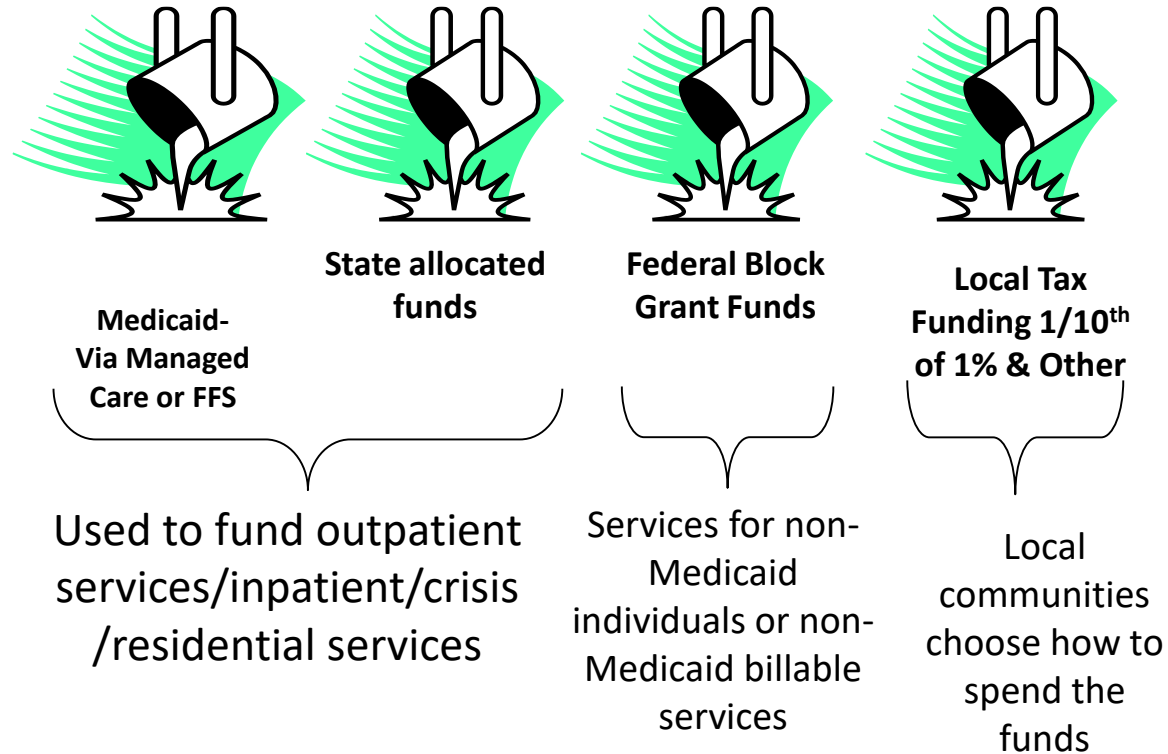 Medicaid-
Via Managed
Care or FFS
State allocated
funds
Federal Block
Grant Funds
Local Tax
Funding 1/10th
of 1% & Other
Used to fund outpatient
services/inpatient/crisis
/residential services
Services for non-
Medicaid
individuals or non-
Medicaid billable
services
Local
communities
choose how to
spend the
funds